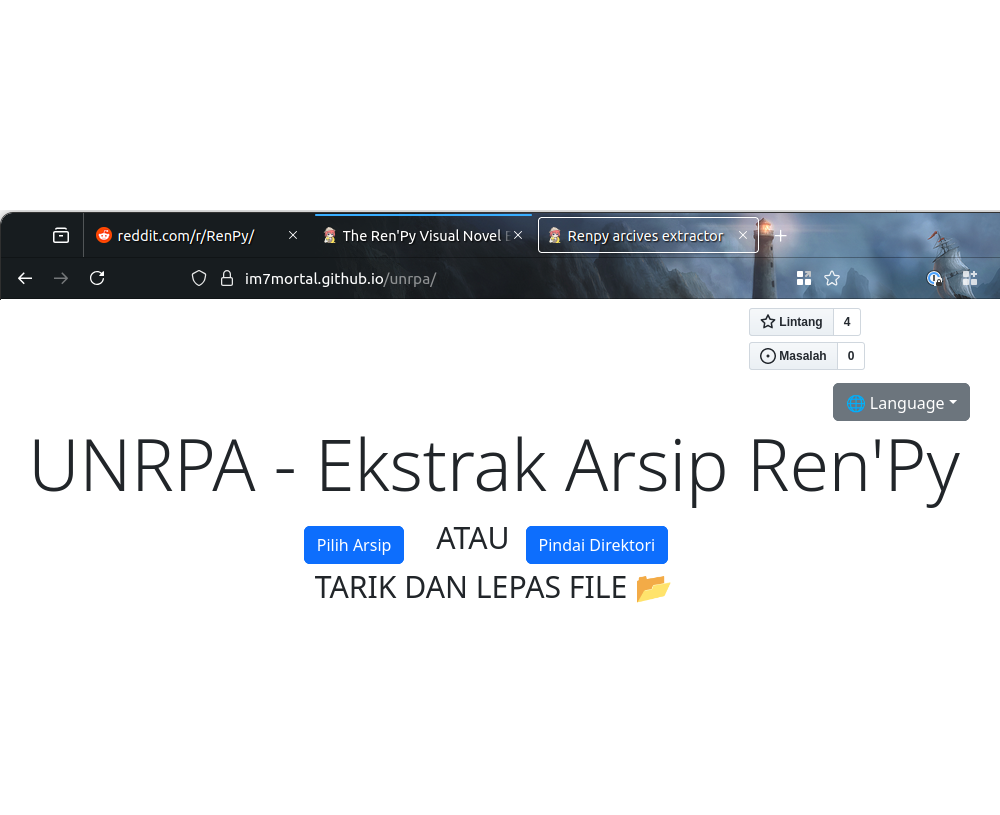 reddit.com/r/RenPy/
The Ren'Py Visual Novel
Renpy arcives extractor
im7mortal.github.io/unrpa/
Lintang 4
Masalah 0
Language
UNRPA - Ekstrak Arsip Ren'Py
Pilih Arsip ATAU Pindai Direktori
TARIK DAN LEPAS FILE